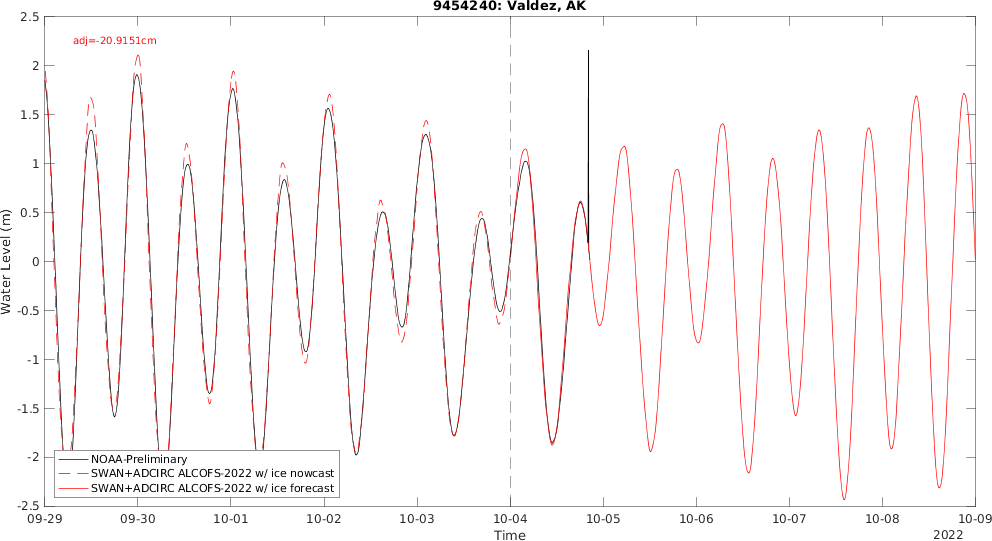 9454240: Valdez, AK
adj=-20.9151cm
2.5
2
1.5
1
0.5
0
-0.5
-1
-1.5
-2
-2.5
Water Level (m)
NOAA-Preliminary
SWAN+ADCIRC ALCOFS-2022 w/ ice nowcast
SWAN+ADCIRC ALCOFS-2022 w/ ice forecast
09-29 09-30 10-01 10-02 10-03 10-04 10-05 10-06 10-07 10-08 10-09
Time
2022